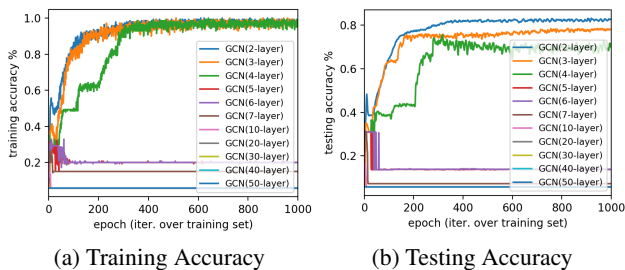 1.0
0.8
0.6
0.4
0.2
0
200
400
600
800
1000
training accuracy %
epoch (iter. over training set)
GCN(2-layer)
GCN(3-layer)
GCN(4-layer)
GCN(5-layer)
GCN(6-layer)
GCN(7-layer)
GCN(10-layer)
GCN(20-layer)
GCN(30-layer)
GCN(40-layer)
GCN(50-layer)
(a) Training Accuracy
0.8
0.6
0.4
0.2
0
200
400
600
800
1000
testing accuracy %
epoch (iter. over training set)
GCN(2-layer)
GCN(3-layer)
GCN(4-layer)
GCN(5-layer)
GCN(6-layer)
GCN(7-layer)
GCN(10-layer)
GCN(20-layer)
GCN(30-layer)
GCN(40-layer)
GCN(50-layer)
(b) Testing Accuracy